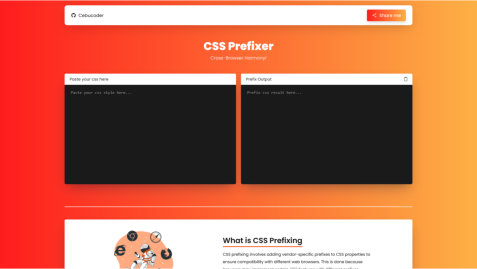 Cebucoder
Share me
CSS Prefixer
Cross-Browser Harmony!
Paste your css here
Prefix Output
Paste your css style here...
Prefix css result here...
What is CSS Prefixing
CSS prefixing involves adding vendor-specific prefixes to CSS properties to
ensure compatibility with different web browsers. This is done because